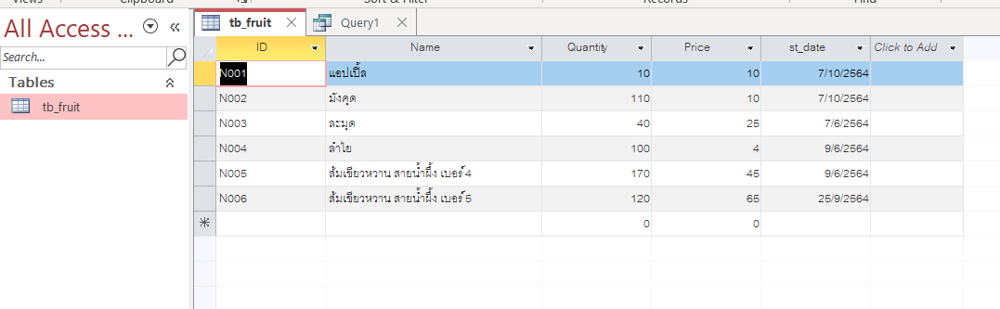 Views Clipboard Sort & Filter Records Find
All Access ...
Search...
Tables
tb_fruit
tb_fruit Query1
ID Name Quantity Price st_date Click to Add
N001 แอปเปิ้ล 10 10 7/10/2564
N002 มังคุด 110 10 7/10/2564
N003 ละมุด 40 25 7/6/2564
N004 ลำไย 100 4 9/6/2564
N005 ส้มเขียวหวาน สายน้ำผึ้ง เบอร์ 4 170 45 9/6/2564
N006 ส้มเขียวหวาน สายน้ำผึ้ง เบอร์ 5 120 65 25/9/2564
0 0